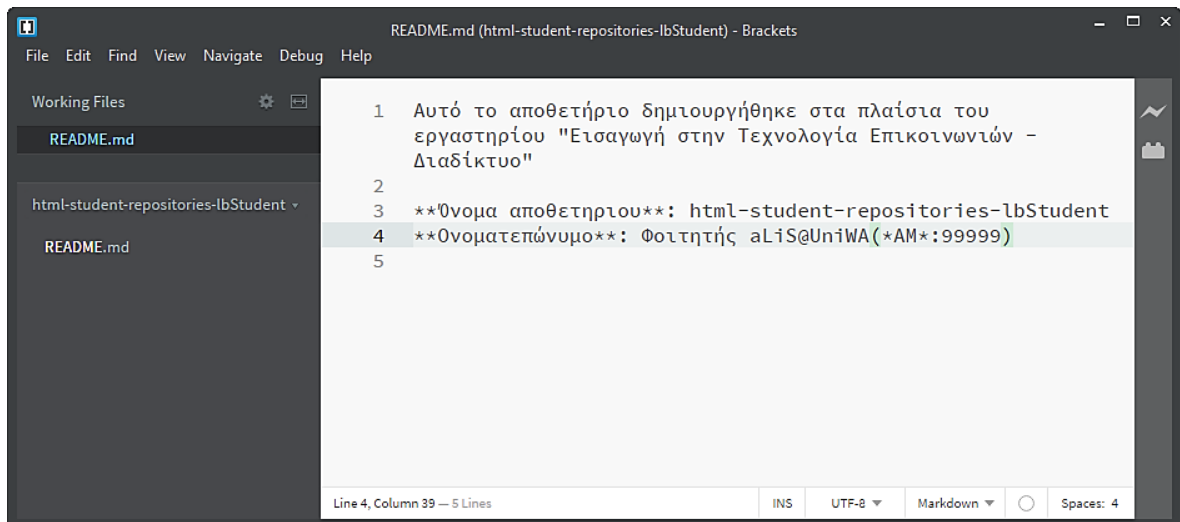 README.md (html-student-repositories-lbStudent) - Brackets
File Edit Find View Navigate Debug Help
Working Files
README.md
html-student-repositories-lbStudent
README.md
1 Αυτό το αποθετήριο δημιουργήθηκε στα πλαίσια του
εργαστηρίου "Εισαγωγή στην Τεχνολογία Επικοινωνιών -
Διαδίκτυο"
2
3 **Όνομα αποθετηριου**: html-student-repositories-lbStudent
4 **Ονοματεπώνυμο**: Φοιτητής aLiS@UniWA(*ΑΜ*:99999)
5
Line 4, Column 39 — 5 Lines
INS UTF-8 Markdown Spaces: 4